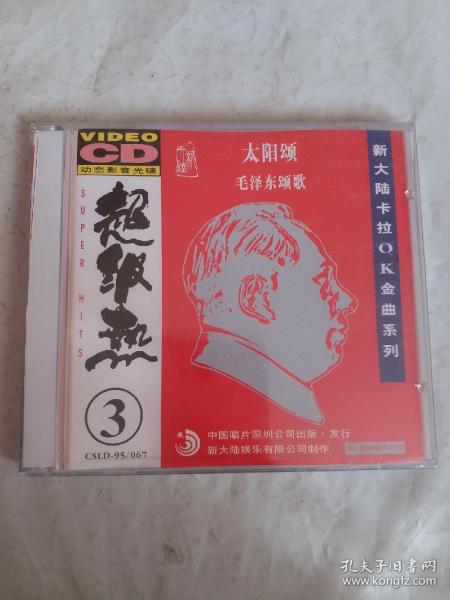 VIDEO
CD
动态影音光碟
SUPER HITS
超级热
3
CSLD-95/067
太阳颂
毛泽东颂歌
新大陆卡拉OK金曲系列
中国唱片深圳公司出版·发行
新大陆娱乐有限公司制作
孔夫子旧书网
www.kongfz.com